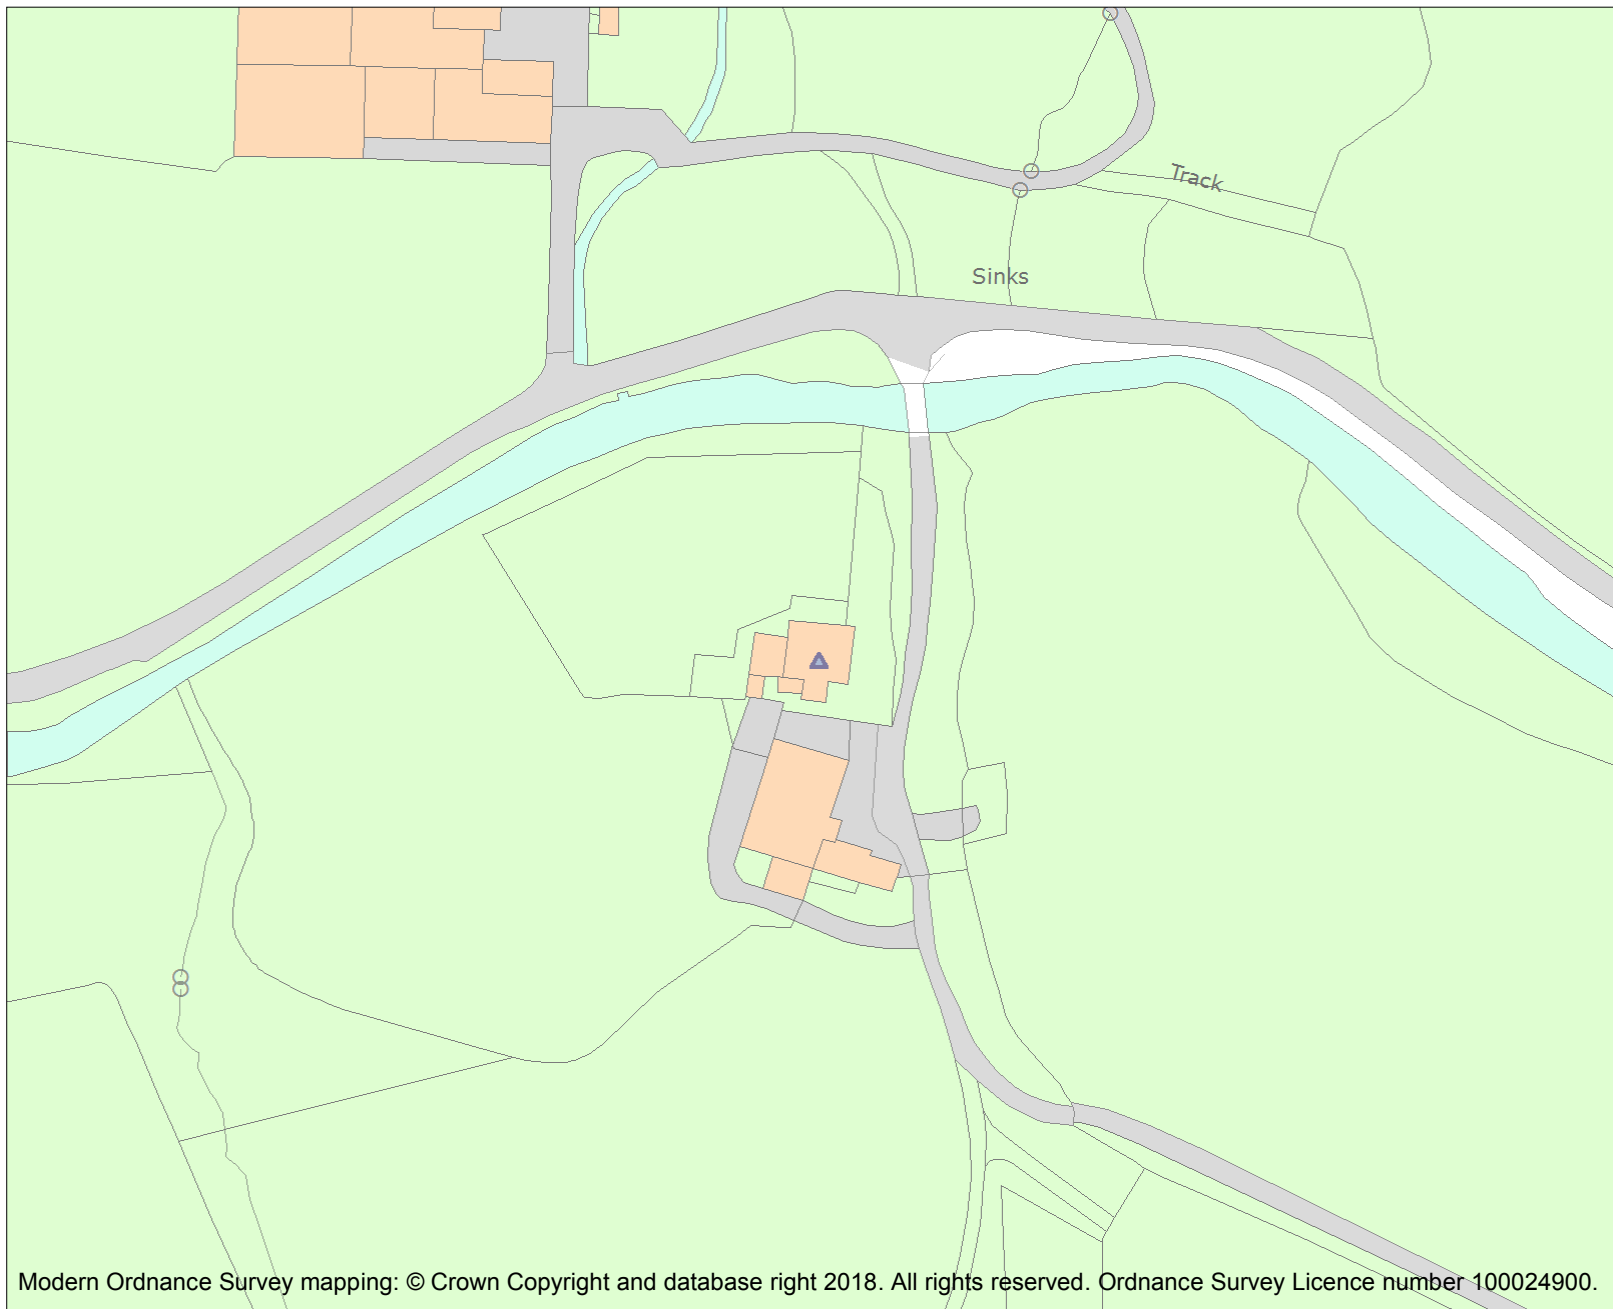 Track
Sinks
Modern Ordnance Survey mapping: © Crown Copyright and database right 2018. All rights reserved. Ordnance Survey Licence number 100024900.